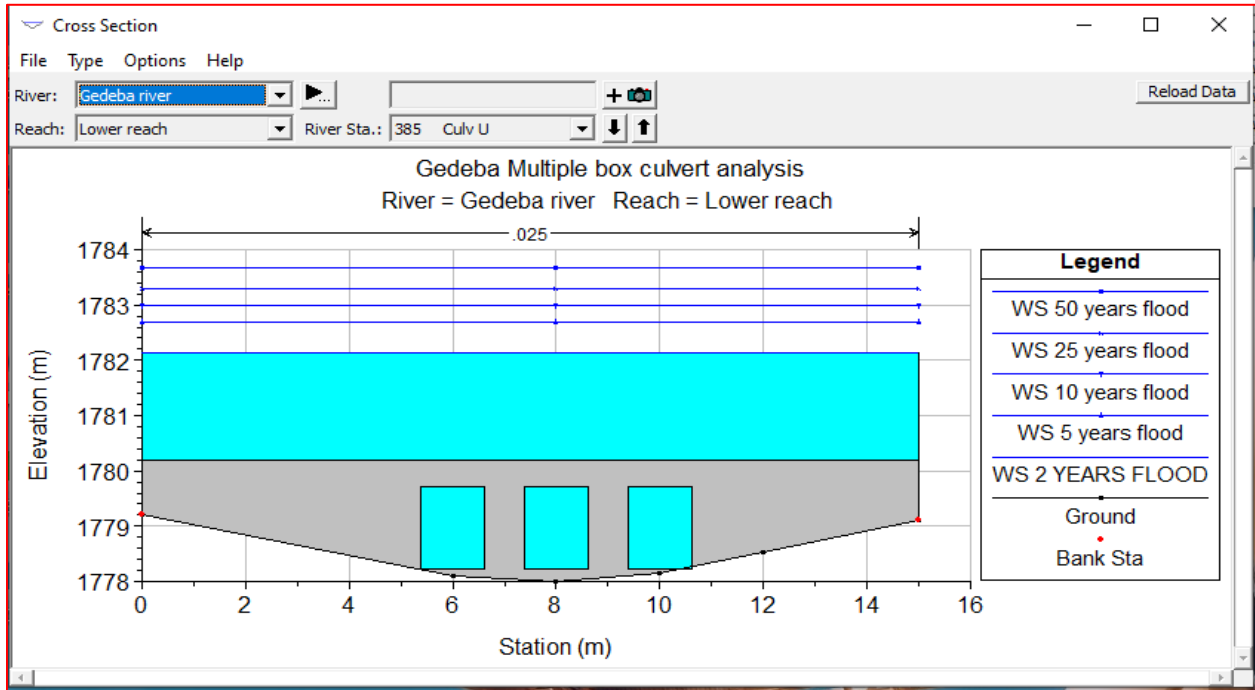 Cross Section
File Type Options Help
River: Gedeba river ... Reload Data
Reach: Lower reach River Sta.: 385 Culv U
Gedeba Multiple box culvert analysis
River = Gedeba river Reach = Lower reach
.025
1784
1783
1782
1781
1780
1779
1778
Elevation (m)
0 2 4 6 8 10 12 14 16
Station (m)
Legend
WS 50 years flood
WS 25 years flood
WS 10 years flood
WS 5 years flood
WS 2 YEARS FLOOD
Ground
Bank Sta